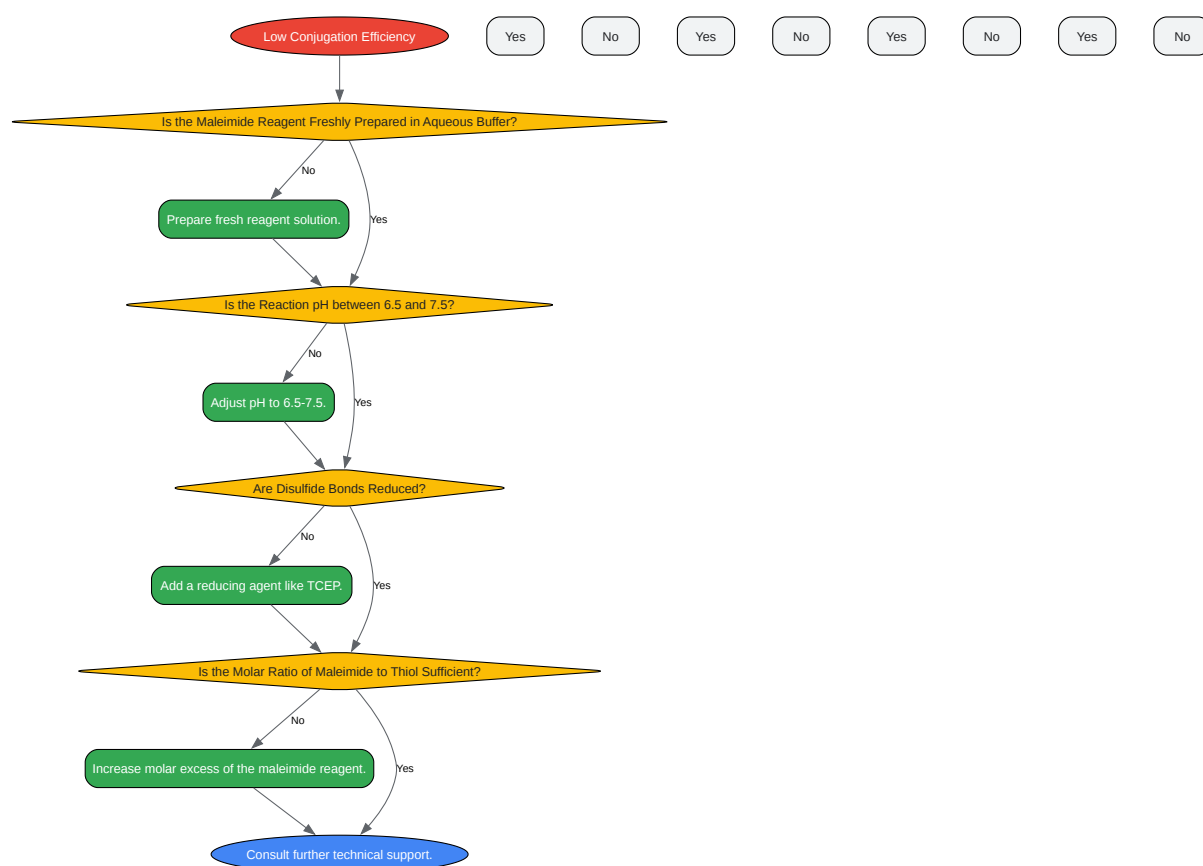 Low Conjugation Efficiency
Yes
No
Yes
No
Yes
No
Yes
No
Is the Maleimide Reagent Freshly Prepared in Aqueous Buffer?
No
Prepare fresh reagent solution.
Yes
Is the Reaction pH between 6.5 and 7.5?
No
Adjust pH to 6.5-7.5.
Yes
Are Disulfide Bonds Reduced?
No
Add a reducing agent like TCEP.
Yes
Is the Molar Ratio of Maleimide to Thiol Sufficient?
No
Increase molar excess of the maleimide reagent.
Yes
Consult further technical support.